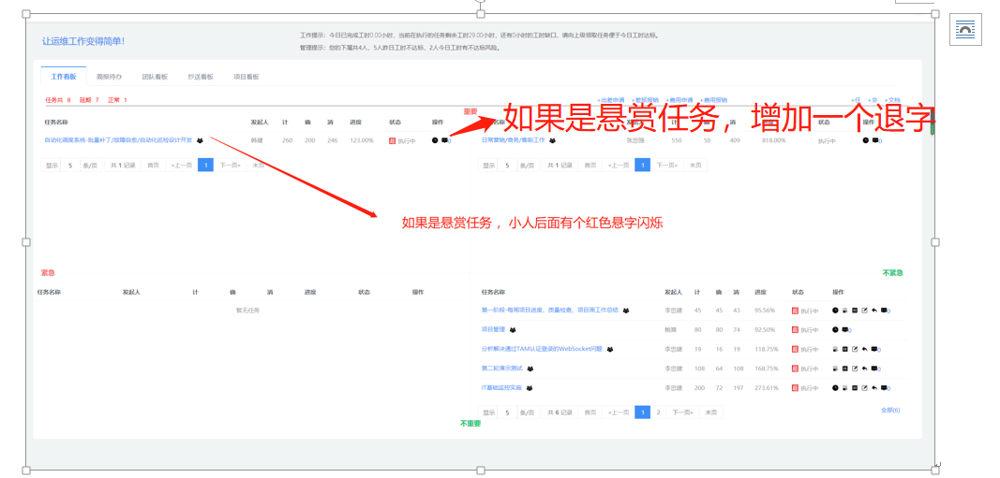 让运维工作变得简单！
工作提示：今日已完成工时0.00小时，当前在执行的任务剩余工时29.00小时，还有0小时的工时缺口，请向上级领取任务便于今日工时达标。
管理提示：您的下属共4人，5人昨日工时不达标，2人今日工时有不达标风险。
工作看板 简报待办 团队看板 抄送看板 项目看板
任务共 8 延期 7 正常 1
+出差申请 +差旅报销 +费用申请 +费用报销 +任 +会 +文档
重要
如果是悬赏任务，增加一个退字
任务名称 发起人 计 确 消 进度 状态 操作
消 状态 操作
自动化调度系统-批量补丁/故障自愈/自动化巡检设计开发 韩建 260 200 246 123.00% 执行中 0
日常营销/商务/售前工作 张忠强 550 50 409 818.00% 执行中 0
显示 5 条/页 共 1 记录 首页 «上一页 1 下一页» 末页
显示 5 条/页 共 1 记录 首页 «上一页 1 下一页» 末页
如果是悬赏任务，小人后面有个红色悬字闪烁
紧急 不紧急
任务名称 发起人 计 确 消 进度 状态 操作
暂无任务
任务名称 发起人 计 确 消 进度 状态 操作
第一阶段-每周项目进度、质量检查、项目周工作总结 李忠建 45 45 43 95.56% 执行中 0
项目管理 80 80 74 92.50% 执行中 0
分析解决通过TAM认证登录的WebSocket问题 李忠建 19 16 19 118.75% 执行中 0
第二轮演示测试 李忠建 108 64 108 168.75% 执行中 0
IT基础监控实施 李忠建 200 72 197 273.61% 执行中 0
显示 5 条/页 共 6 记录 首页 «上一页 1 2 下一页» 末页 全部(6)
不重要